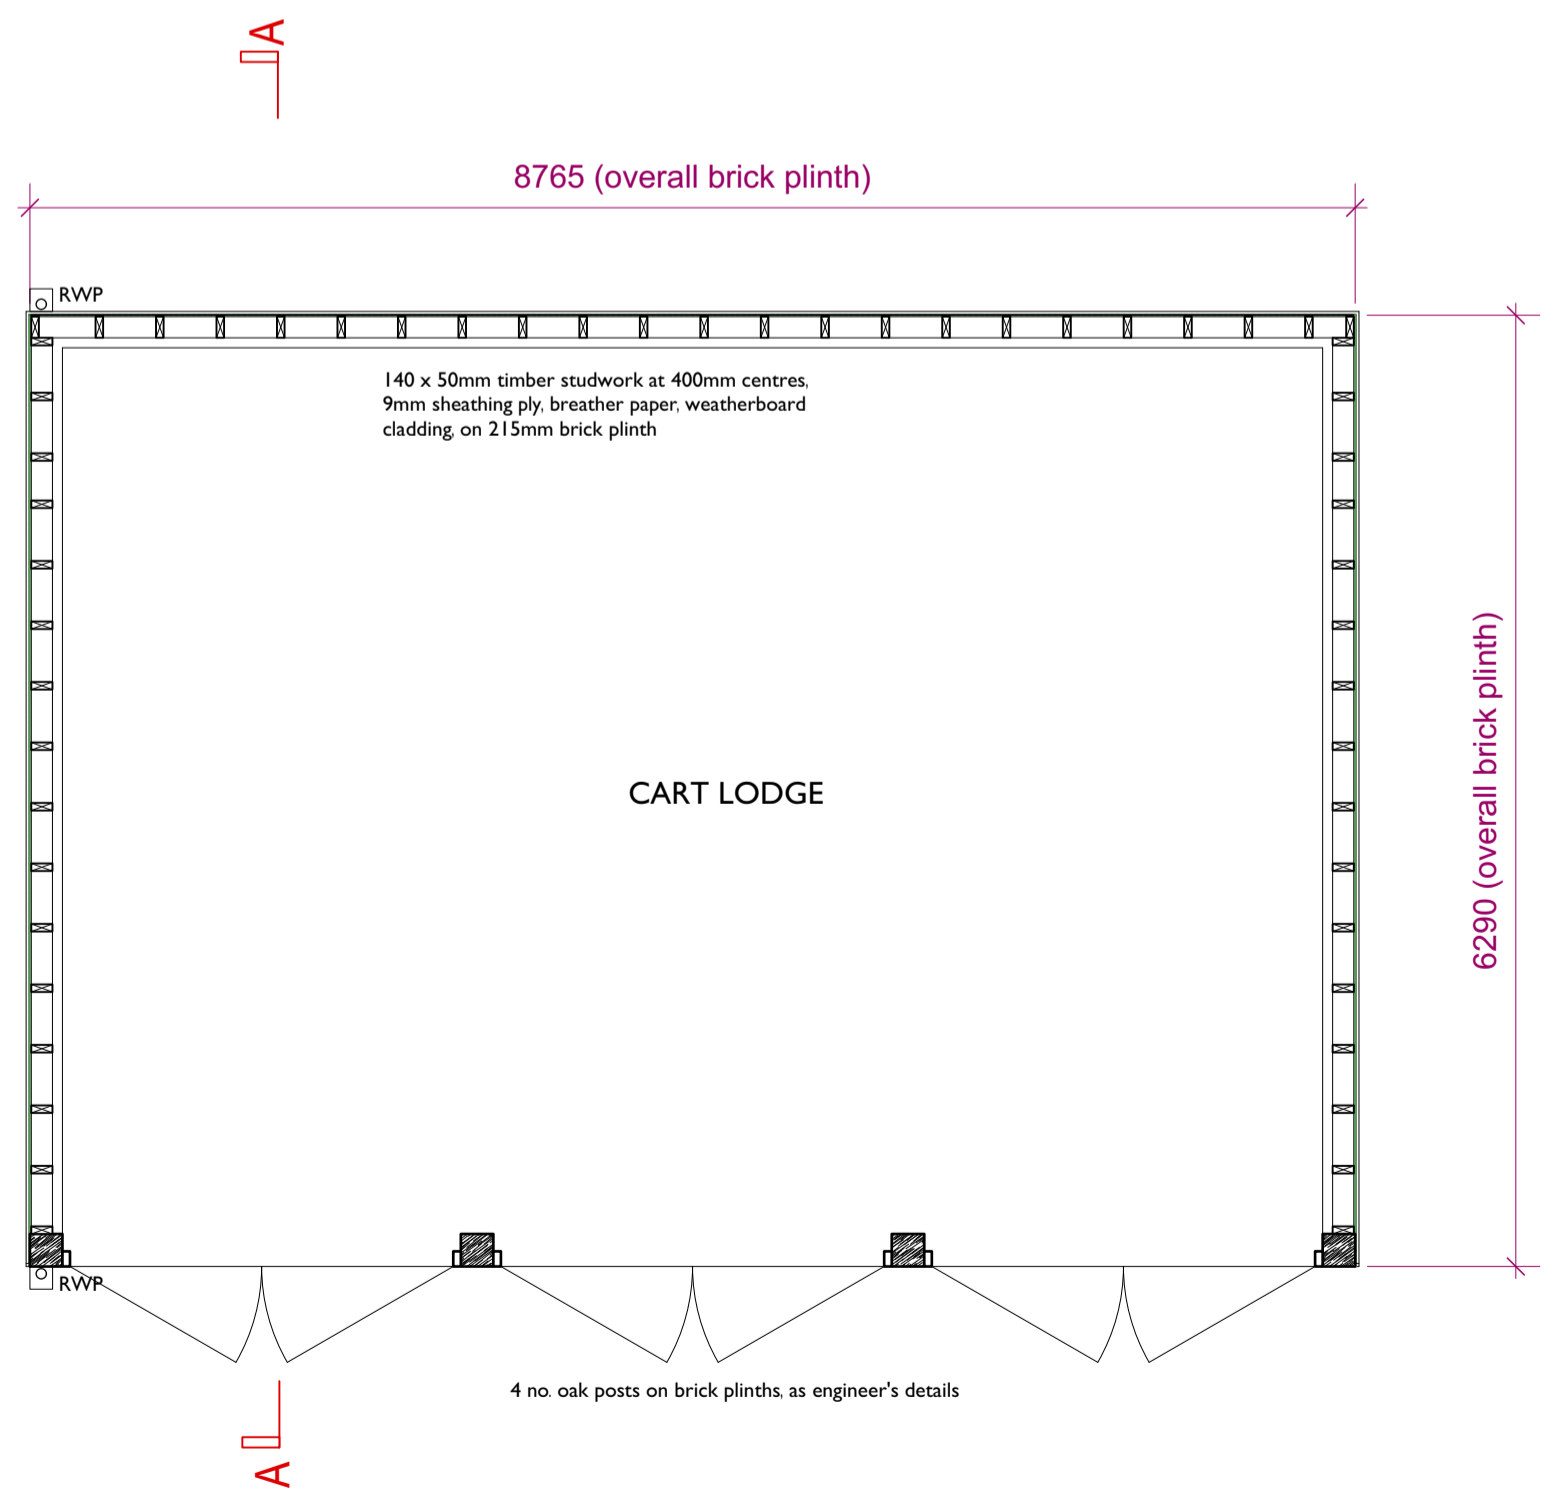 A
8765 (overall brick plinth)
RWP
140 x 50mm timber studwork at 400mm centres,
9mm sheathing ply, breather paper, weatherboard
cladding, on 215mm brick plinth
CART LODGE
6290 (overall brick plinth)
RWP
4 no. oak posts on brick plinths, as engineer's details
A